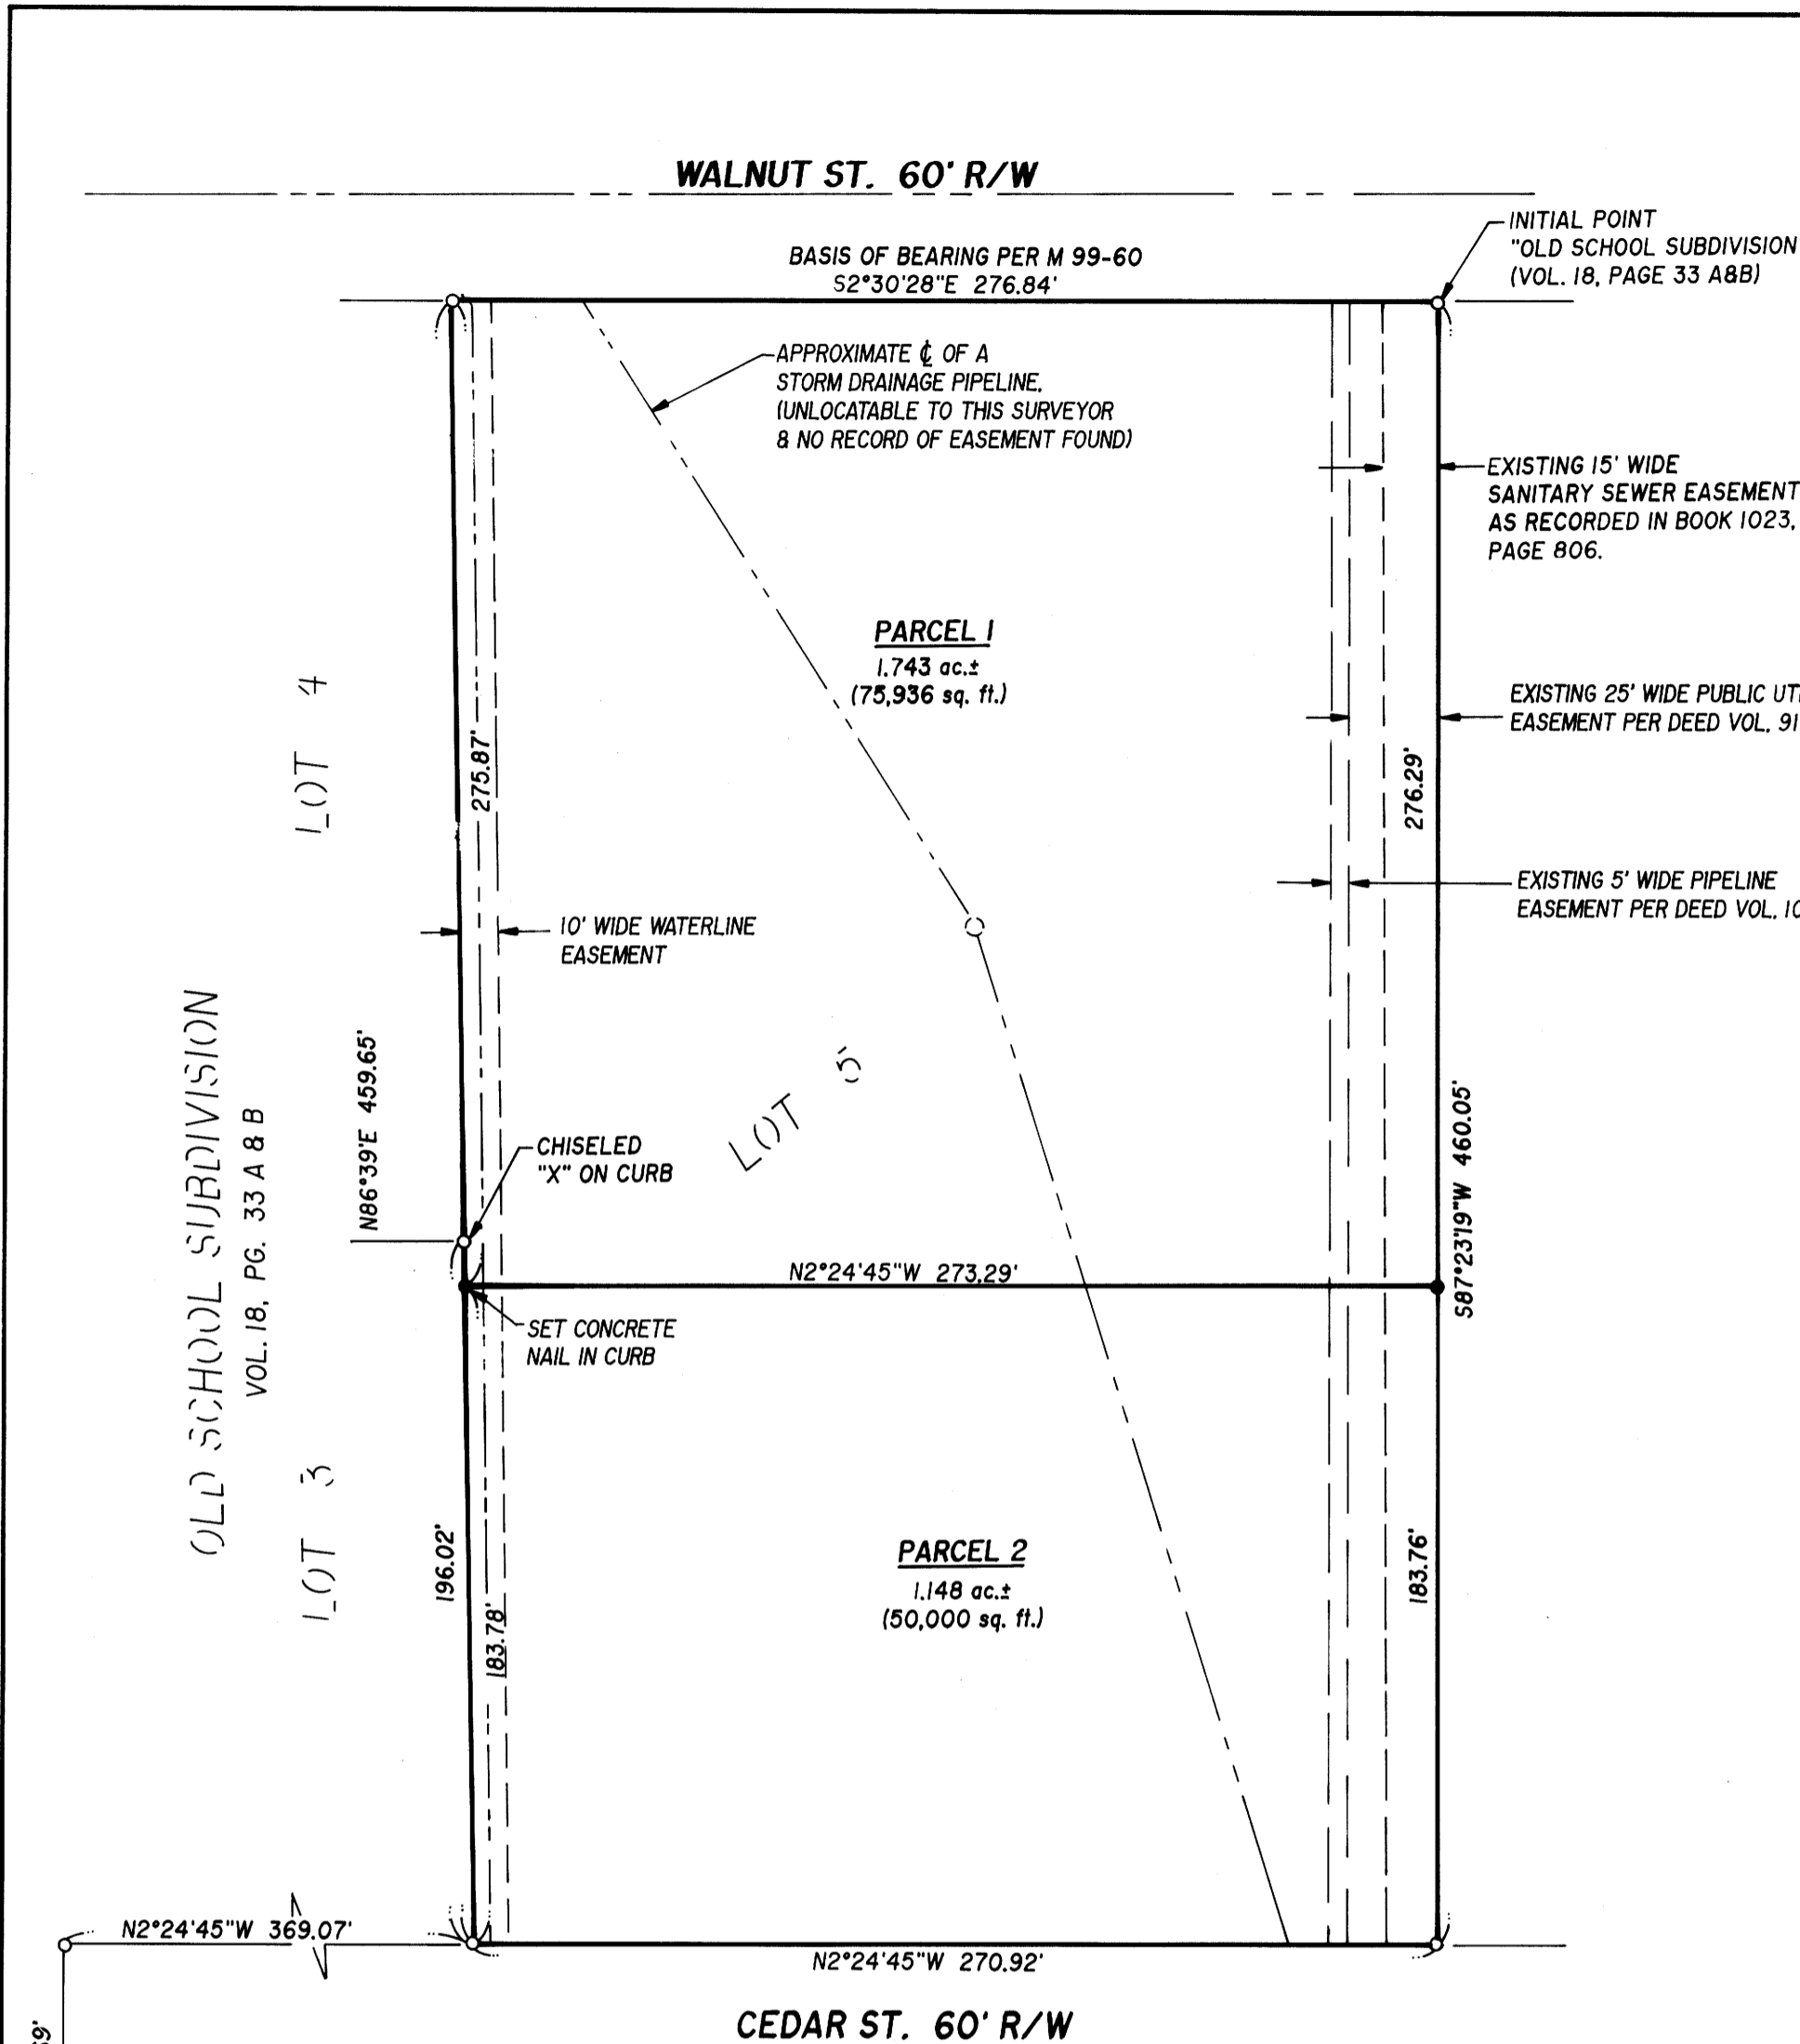 WALNUT ST. 60' R/W
INITIAL POINT
"OLD SCHOOL SUBDIVISION
(VOL. 18, PAGE 33 A&B)
BASIS OF BEARING PER M 99-60
S2°30'28"E 276.84'
APPROXIMATE ℄ OF A
STORM DRAINAGE PIPELINE.
(UNLOCATABLE TO THIS SURVEYOR
& NO RECORD OF EASEMENT FOUND)
EXISTING 15' WIDE
SANITARY SEWER EASEMENT
AS RECORDED IN BOOK 1023,
PAGE 806.
PARCEL 1
1.743 ac.±
(75,936 sq. ft.)
LOT 4
275.87'
EXISTING 25' WIDE PUBLIC UT
EASEMENT PER DEED VOL. 91
276.29'
EXISTING 5' WIDE PIPELINE
EASEMENT PER DEED VOL. 10
10' WIDE WATERLINE
EASEMENT
OLD SCHOOL SUBDIVISION
VOL. 18, PG. 33 A & B
N86°39'E 459.65'
LOT 5
CHISELED
"X" ON CURB
S87°23'19"W 460.05'
N2°24'45"W 273.29'
SET CONCRETE
NAIL IN CURB
LOT 3
196.02'
183.78'
PARCEL 2
1.148 ac.±
(50,000 sq. ft.)
183.76'
N2°24'45"W 369.07'
N2°24'45"W 270.92'
CEDAR ST. 60' R/W